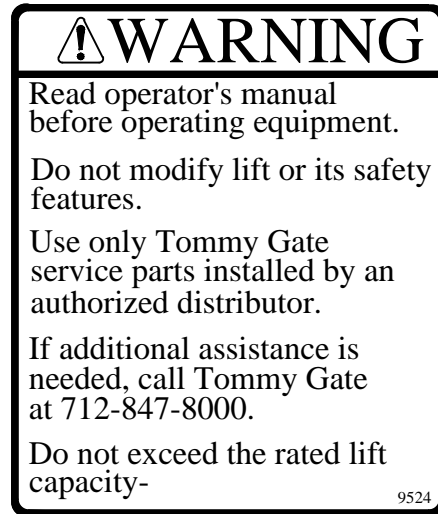 WARNING
Read operator's manual
before operating equipment.
Do not modify lift or its safety
features.
Use only Tommy Gate
service parts installed by an
authorized distributor.
If additional assistance is
needed, call Tommy Gate
at 712-847-8000.
Do not exceed the rated lift
capacity-
9524